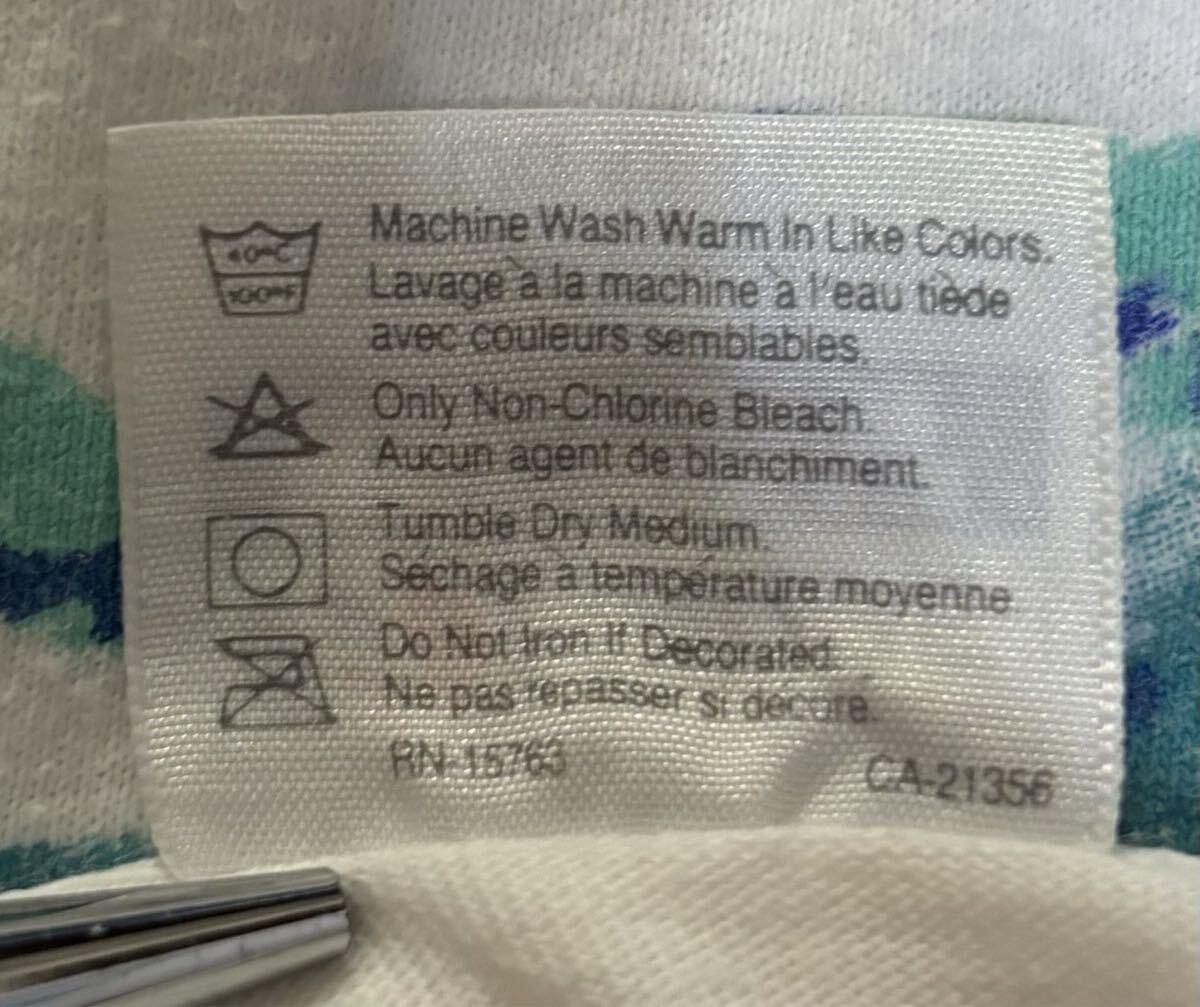 40°C
100°F
Machine Wash Warm In Like Colors.
Lavage à la machine à l'eau tiède
avec couleurs semblables.
Only Non-Chlorine Bleach.
Aucun agent de blanchiment.
Tumble Dry Medium.
Séchage à température moyenne
Do Not Iron If Decorated.
Ne pas repasser si décoré.
RN-15763 CA-21356